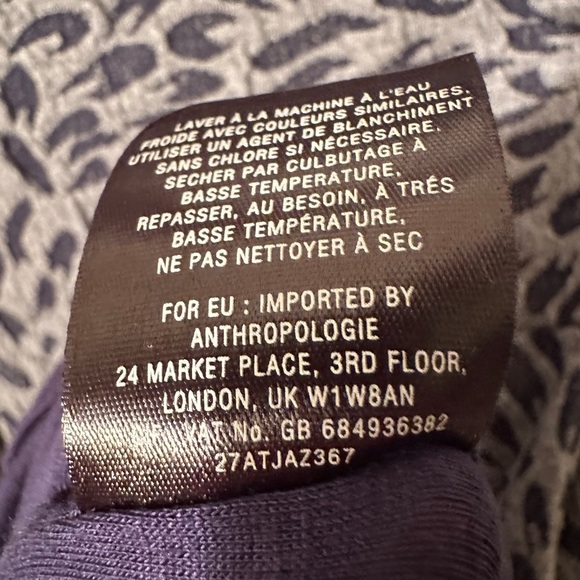 LAVER À LA MACHINE À L'EAU
FROIDE AVEC COULEURS SIMILAIRES.
UTILISER UN AGENT DE BLANCHIMENT
SANS CHLORE SI NÉCESSAIRE.
SECHER PAR CULBUTAGE À
BASSE TEMPERATURE.
REPASSER, AU BESOIN, À TRÉS
BASSE TEMPÉRATURE.
NE PAS NETTOYER À SEC
FOR EU : IMPORTED BY
ANTHROPOLOGIE
24 MARKET PLACE, 3RD FLOOR,
LONDON, UK W1W8AN
VAT No. GB 684936382
27ATJAZ367